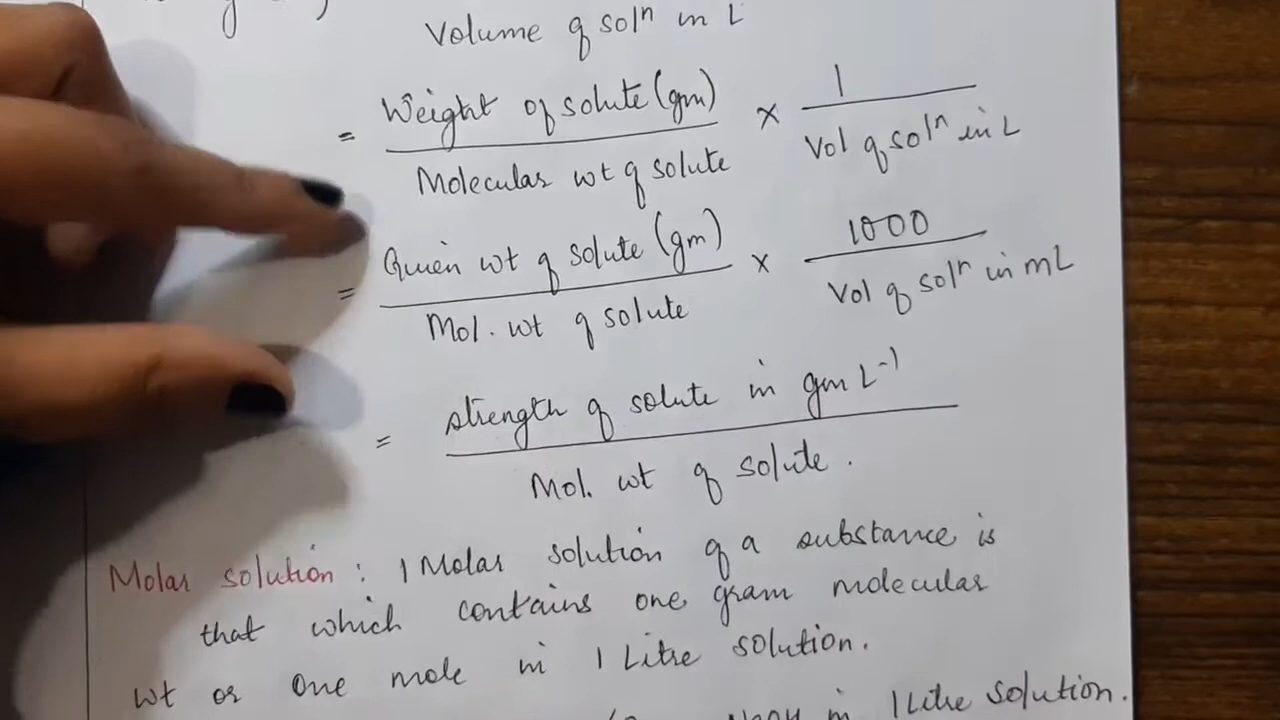 Volume of solⁿ in L
= Weight of solute (gm) × 1
Molecular wt of solute Vol of solⁿ in L
= Given wt of solute (gm) × 1000
Mol. wt of solute Vol of solⁿ in mL
= strength of solute in gm L⁻¹
Mol. wt of solute.
Molar solution : 1 Molar solution of a substance is
that which contains one gram molecular
wt or one mole in 1 Litre solution.
in 1 Litre solution.